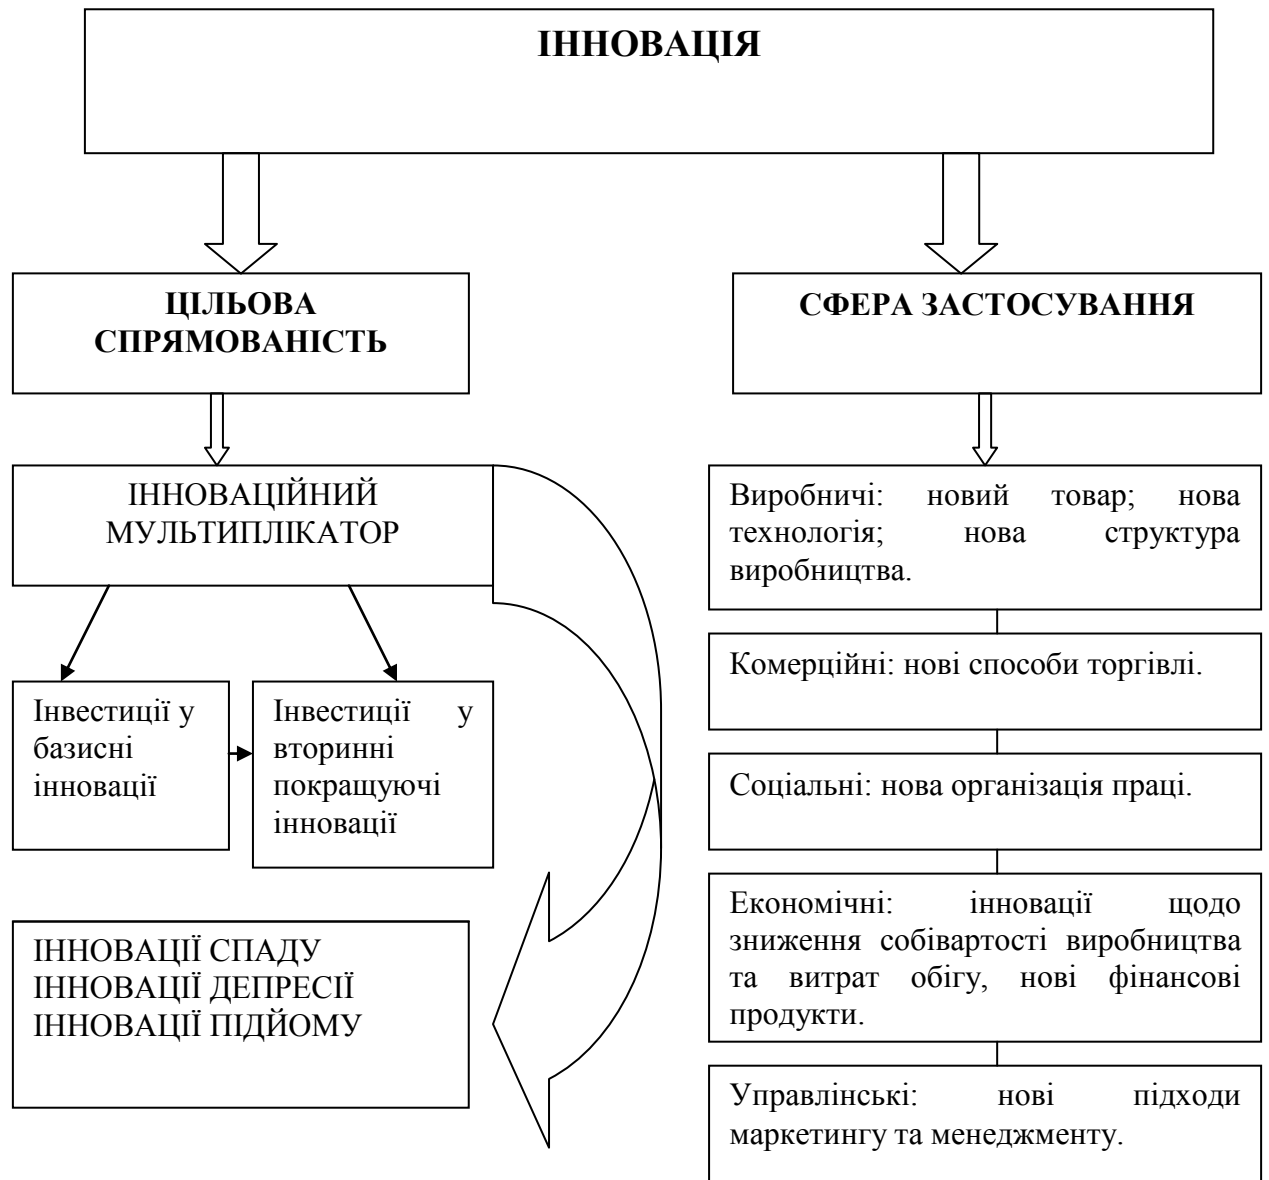 ІННОВАЦІЯ
ЦІЛЬОВА
СПРЯМОВАНІСТЬ
ІННОВАЦІЙНИЙ
МУЛЬТИПЛІКАТОР
Інвестиції у
базисні
інновації
Інвестиції у
вторинні
покращуючі
інновації
ІННОВАЦІЇ СПАДУ
ІННОВАЦІЇ ДЕПРЕСІЇ
ІННОВАЦІЇ ПІДЙОМУ
СФЕРА ЗАСТОСУВАННЯ
Виробничі: новий товар; нова
технологія; нова структура
виробництва.
Комерційні: нові способи торгівлі.
Соціальні: нова організація праці.
Економічні: інновації щодо
зниження собівартості виробництва
та витрат обігу, нові фінансові
продукти.
Управлінські: нові підходи
маркетингу та менеджменту.